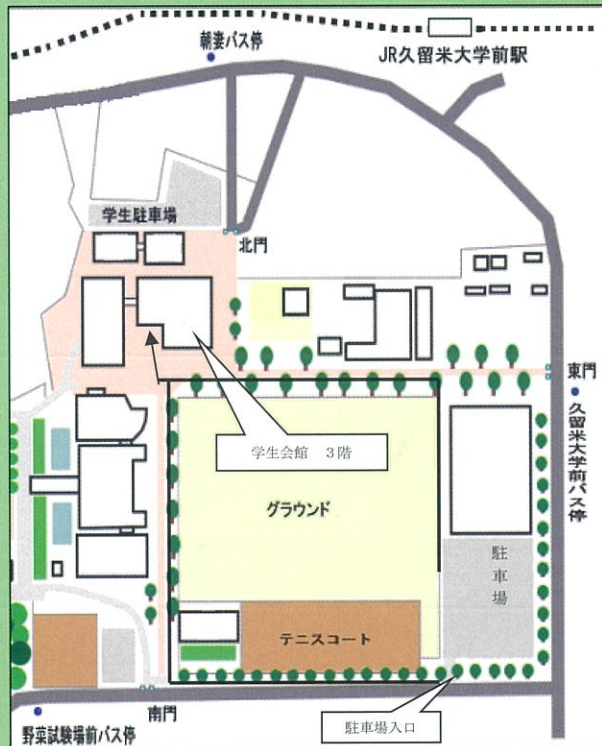 朝妻バス停
JR久留米大学前駅
学生駐車場
北門
東門
久留米大学前バス停
学生会館 3階
グラウンド
駐車場
テニスコート
南門
駐車場入口
野菜試験場前バス停